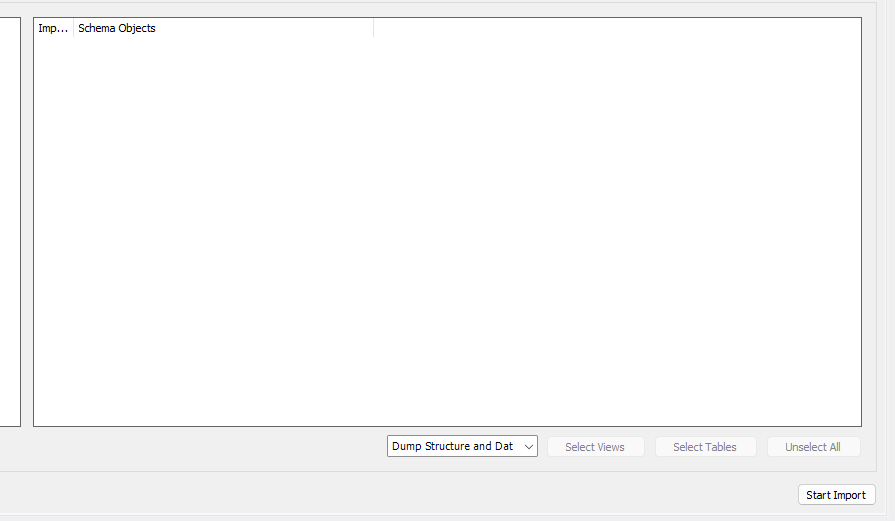 Imp... Schema Objects
Dump Structure and Dat Select Views Select Tables Unselect All
Start Import